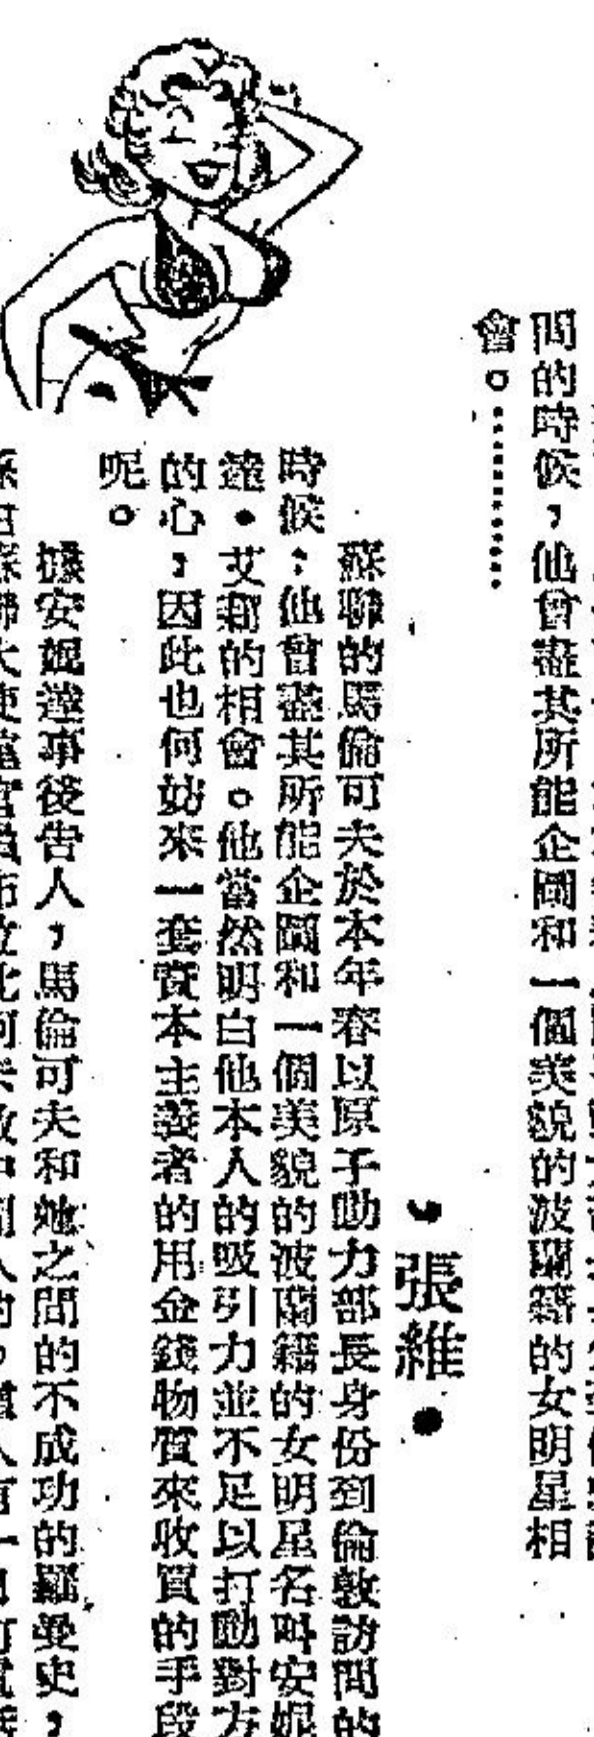 問的時候，他曾盡其所能企圖和一個美貌的波蘭籍的女明星相
會。…………
●張維●
蘇聯的馬倫可夫於本年春以原子動力部長身份到倫敦訪問的
時候，他曾盡其所能企圖和一個美貌的波蘭籍的女明星名叫安妮
達•艾霜的相會。他當然明白他本人的吸引力並不足以打動對方
的心，因此也何妨來一套資本主義者的用金錢物質來收買的手段
呢。
據安妮達事後告人，馬倫可夫和她之間的不成功的羅曼史，